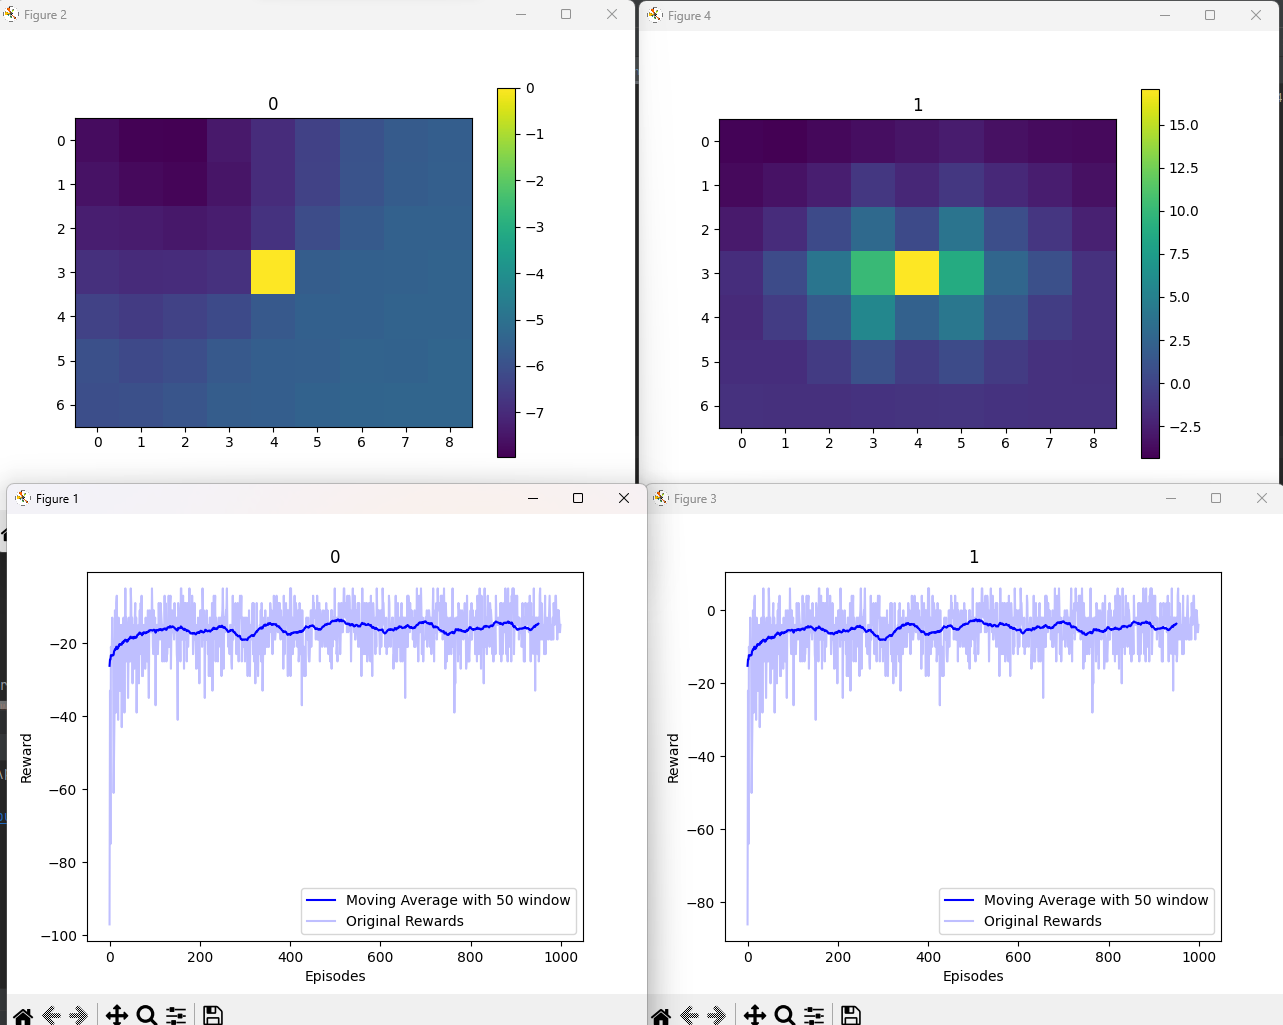 Figure 2
0
0
1
2
3
4
5
6
0 1 2 3 4 5 6 7 8
0
−1
−2
−3
−4
−5
−6
−7
Figure 4
1
0
1
2
3
4
5
6
0 1 2 3 4 5 6 7 8
15.0
12.5
10.0
7.5
5.0
2.5
0.0
−2.5
Figure 1
0
Reward
−20
−40
−60
−80
−100
0 200 400 600 800 1000
Episodes
Moving Average with 50 window
Original Rewards
Figure 3
1
Reward
0
−20
−40
−60
−80
0 200 400 600 800 1000
Episodes
Moving Average with 50 window
Original Rewards